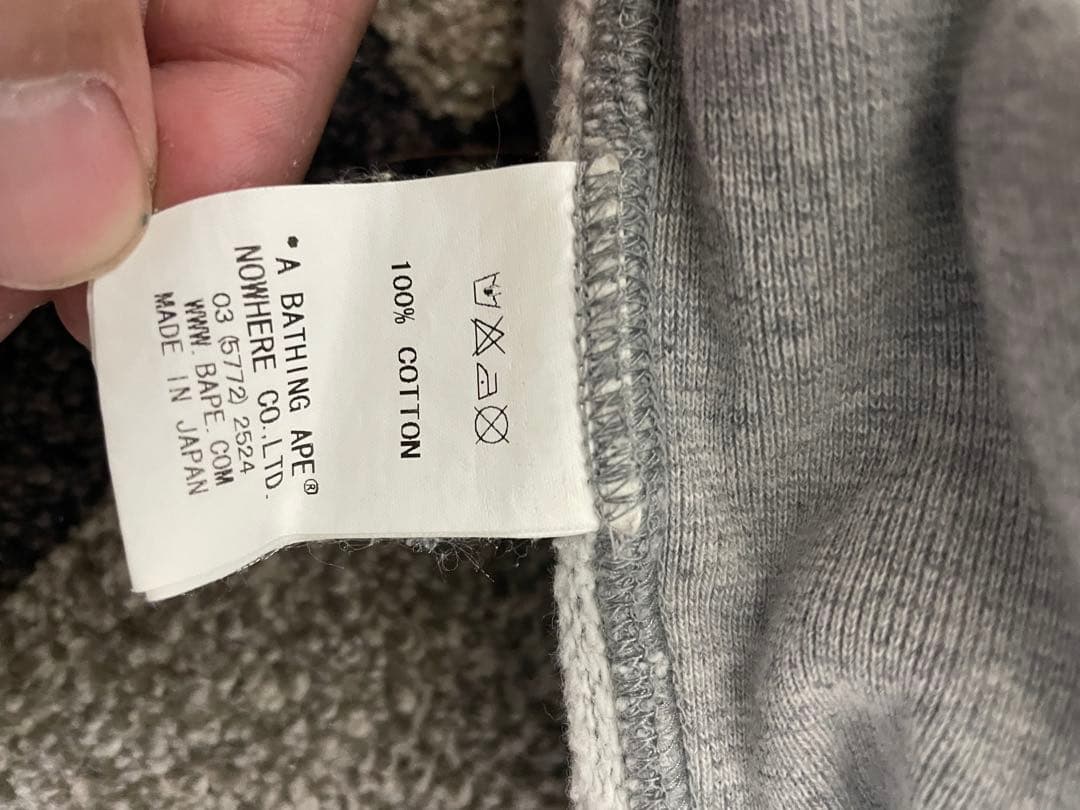 100% COTTON
• A BATHING APE®
NOWHERE CO.,LTD.
03 (5772) 2524
WWW. BAPE. COM
MADE IN JAPAN